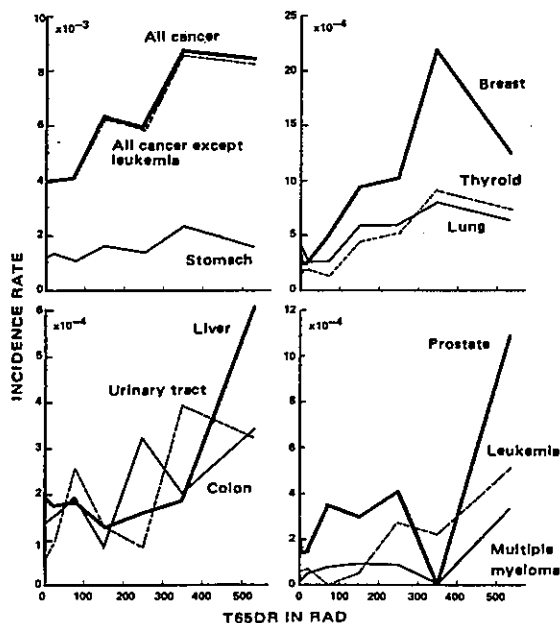 INCIDENCE RATE
x10-3
8
6
4
2
0
All cancer
All cancer except
leukemia
Stomach
x10-4
25
20
15
10
5
0
Breast
Thyroid
Lung
x10-4
6
5
4
3
2
1
0
Liver
Urinary tract
Colon
0 100 200 300 400 500
x10-4
12
10
8
6
4
2
0
Prostate
Leukemia
Multiple
myeloma
0 100 200 300 400 500
T65DR IN RAD